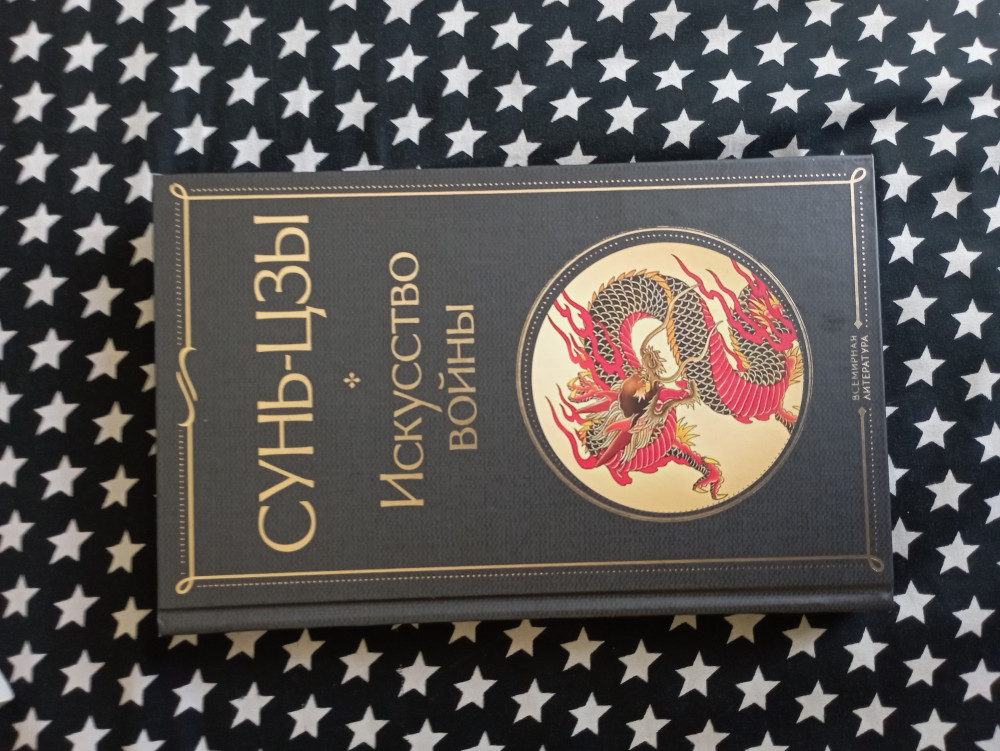 СУНЬ-ЦЗЫ
Искусство
войны
ВСЕМИРНАЯ
ЛИТЕРАТУРА